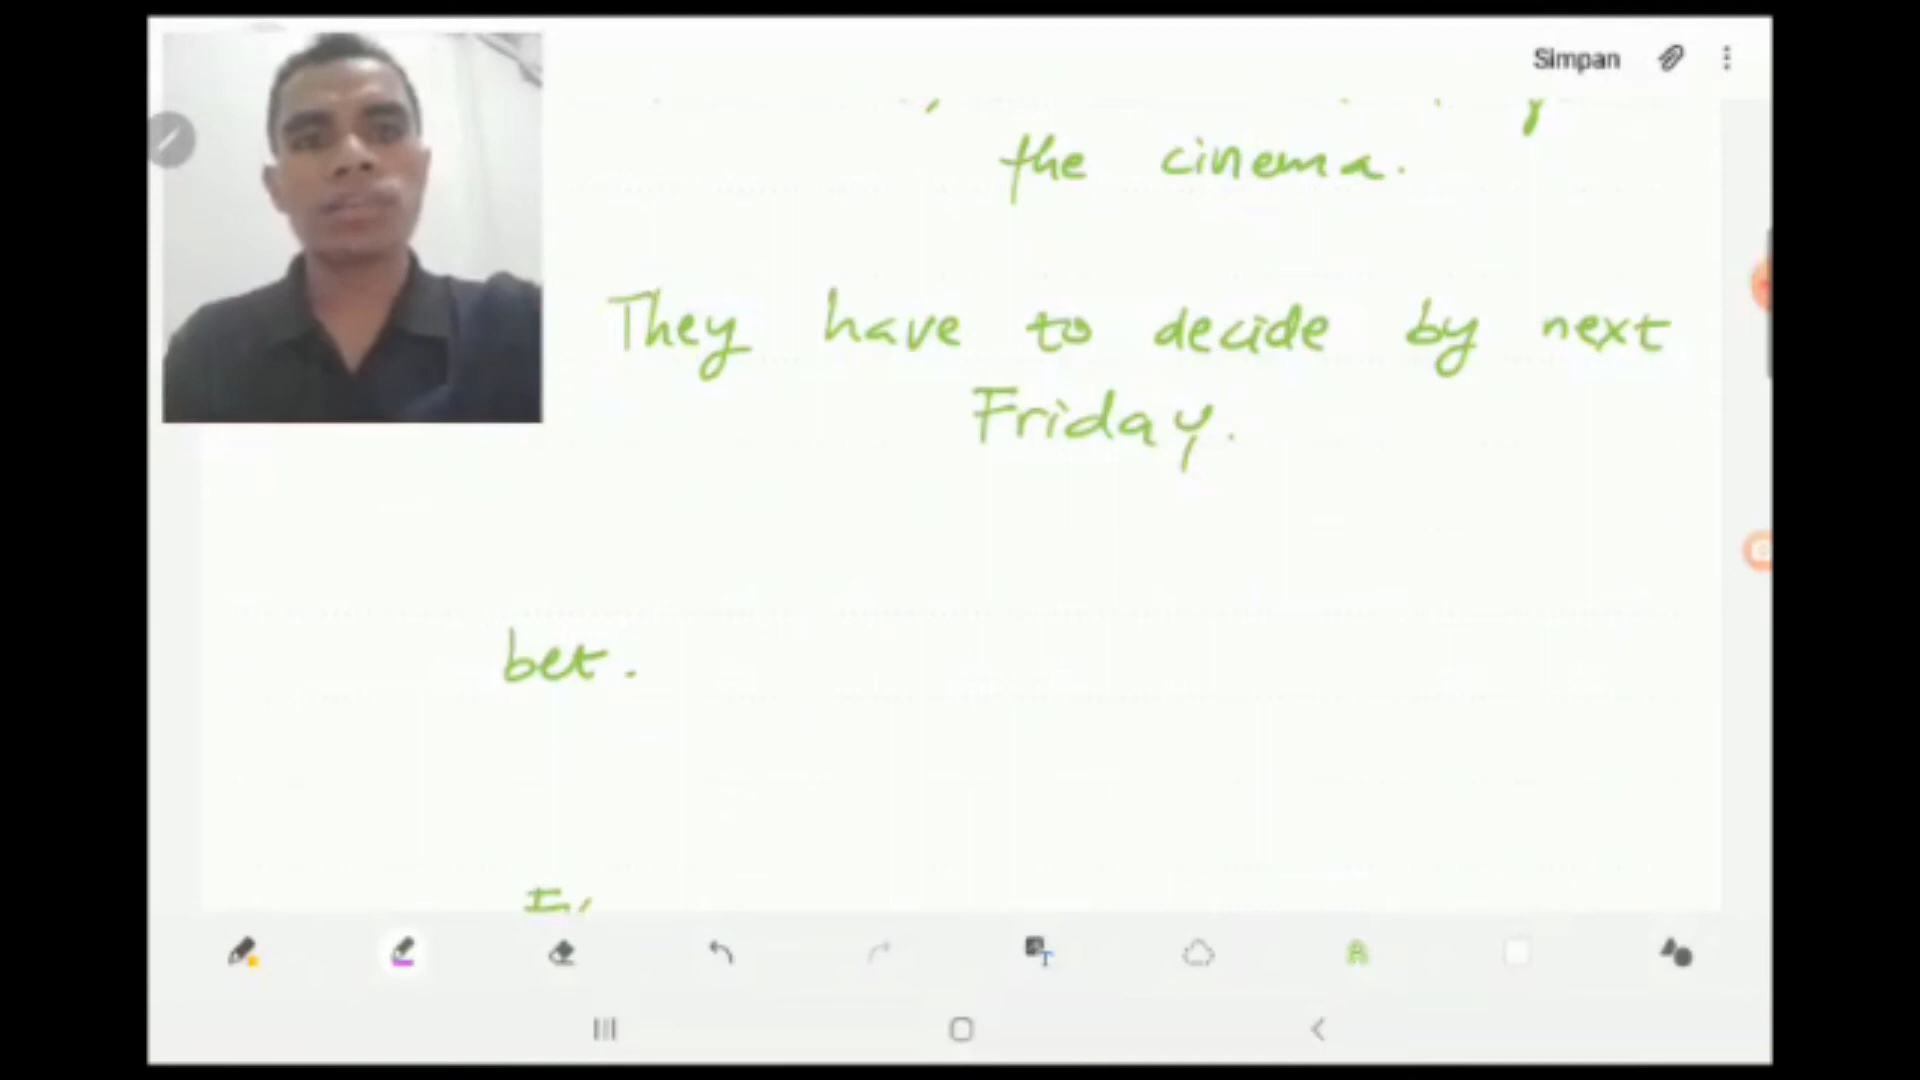 Simpan
the cinema.
They have to decide by next
Friday.
bet.